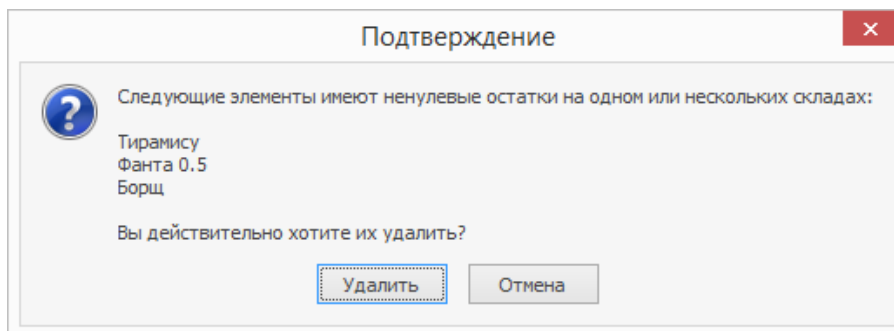 Подтверждение
Следующие элементы имеют ненулевые остатки на одном или нескольких складах:
Тирамису
Фанта 0.5
Борщ
Вы действительно хотите их удалить?
Удалить
Отмена